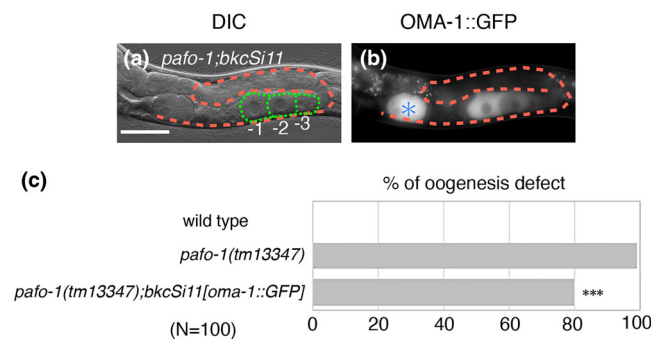 DIC
OMA-1::GFP
(a) pafo-1;bkcSi11
(b)
-1 -2 -3
*
(c)
% of oogenesis defect
wild type
pafo-1(tm13347)
pafo-1(tm13347);bkcSi11[oma-1::GFP]
***
(N=100)
0 20 40 60 80 100